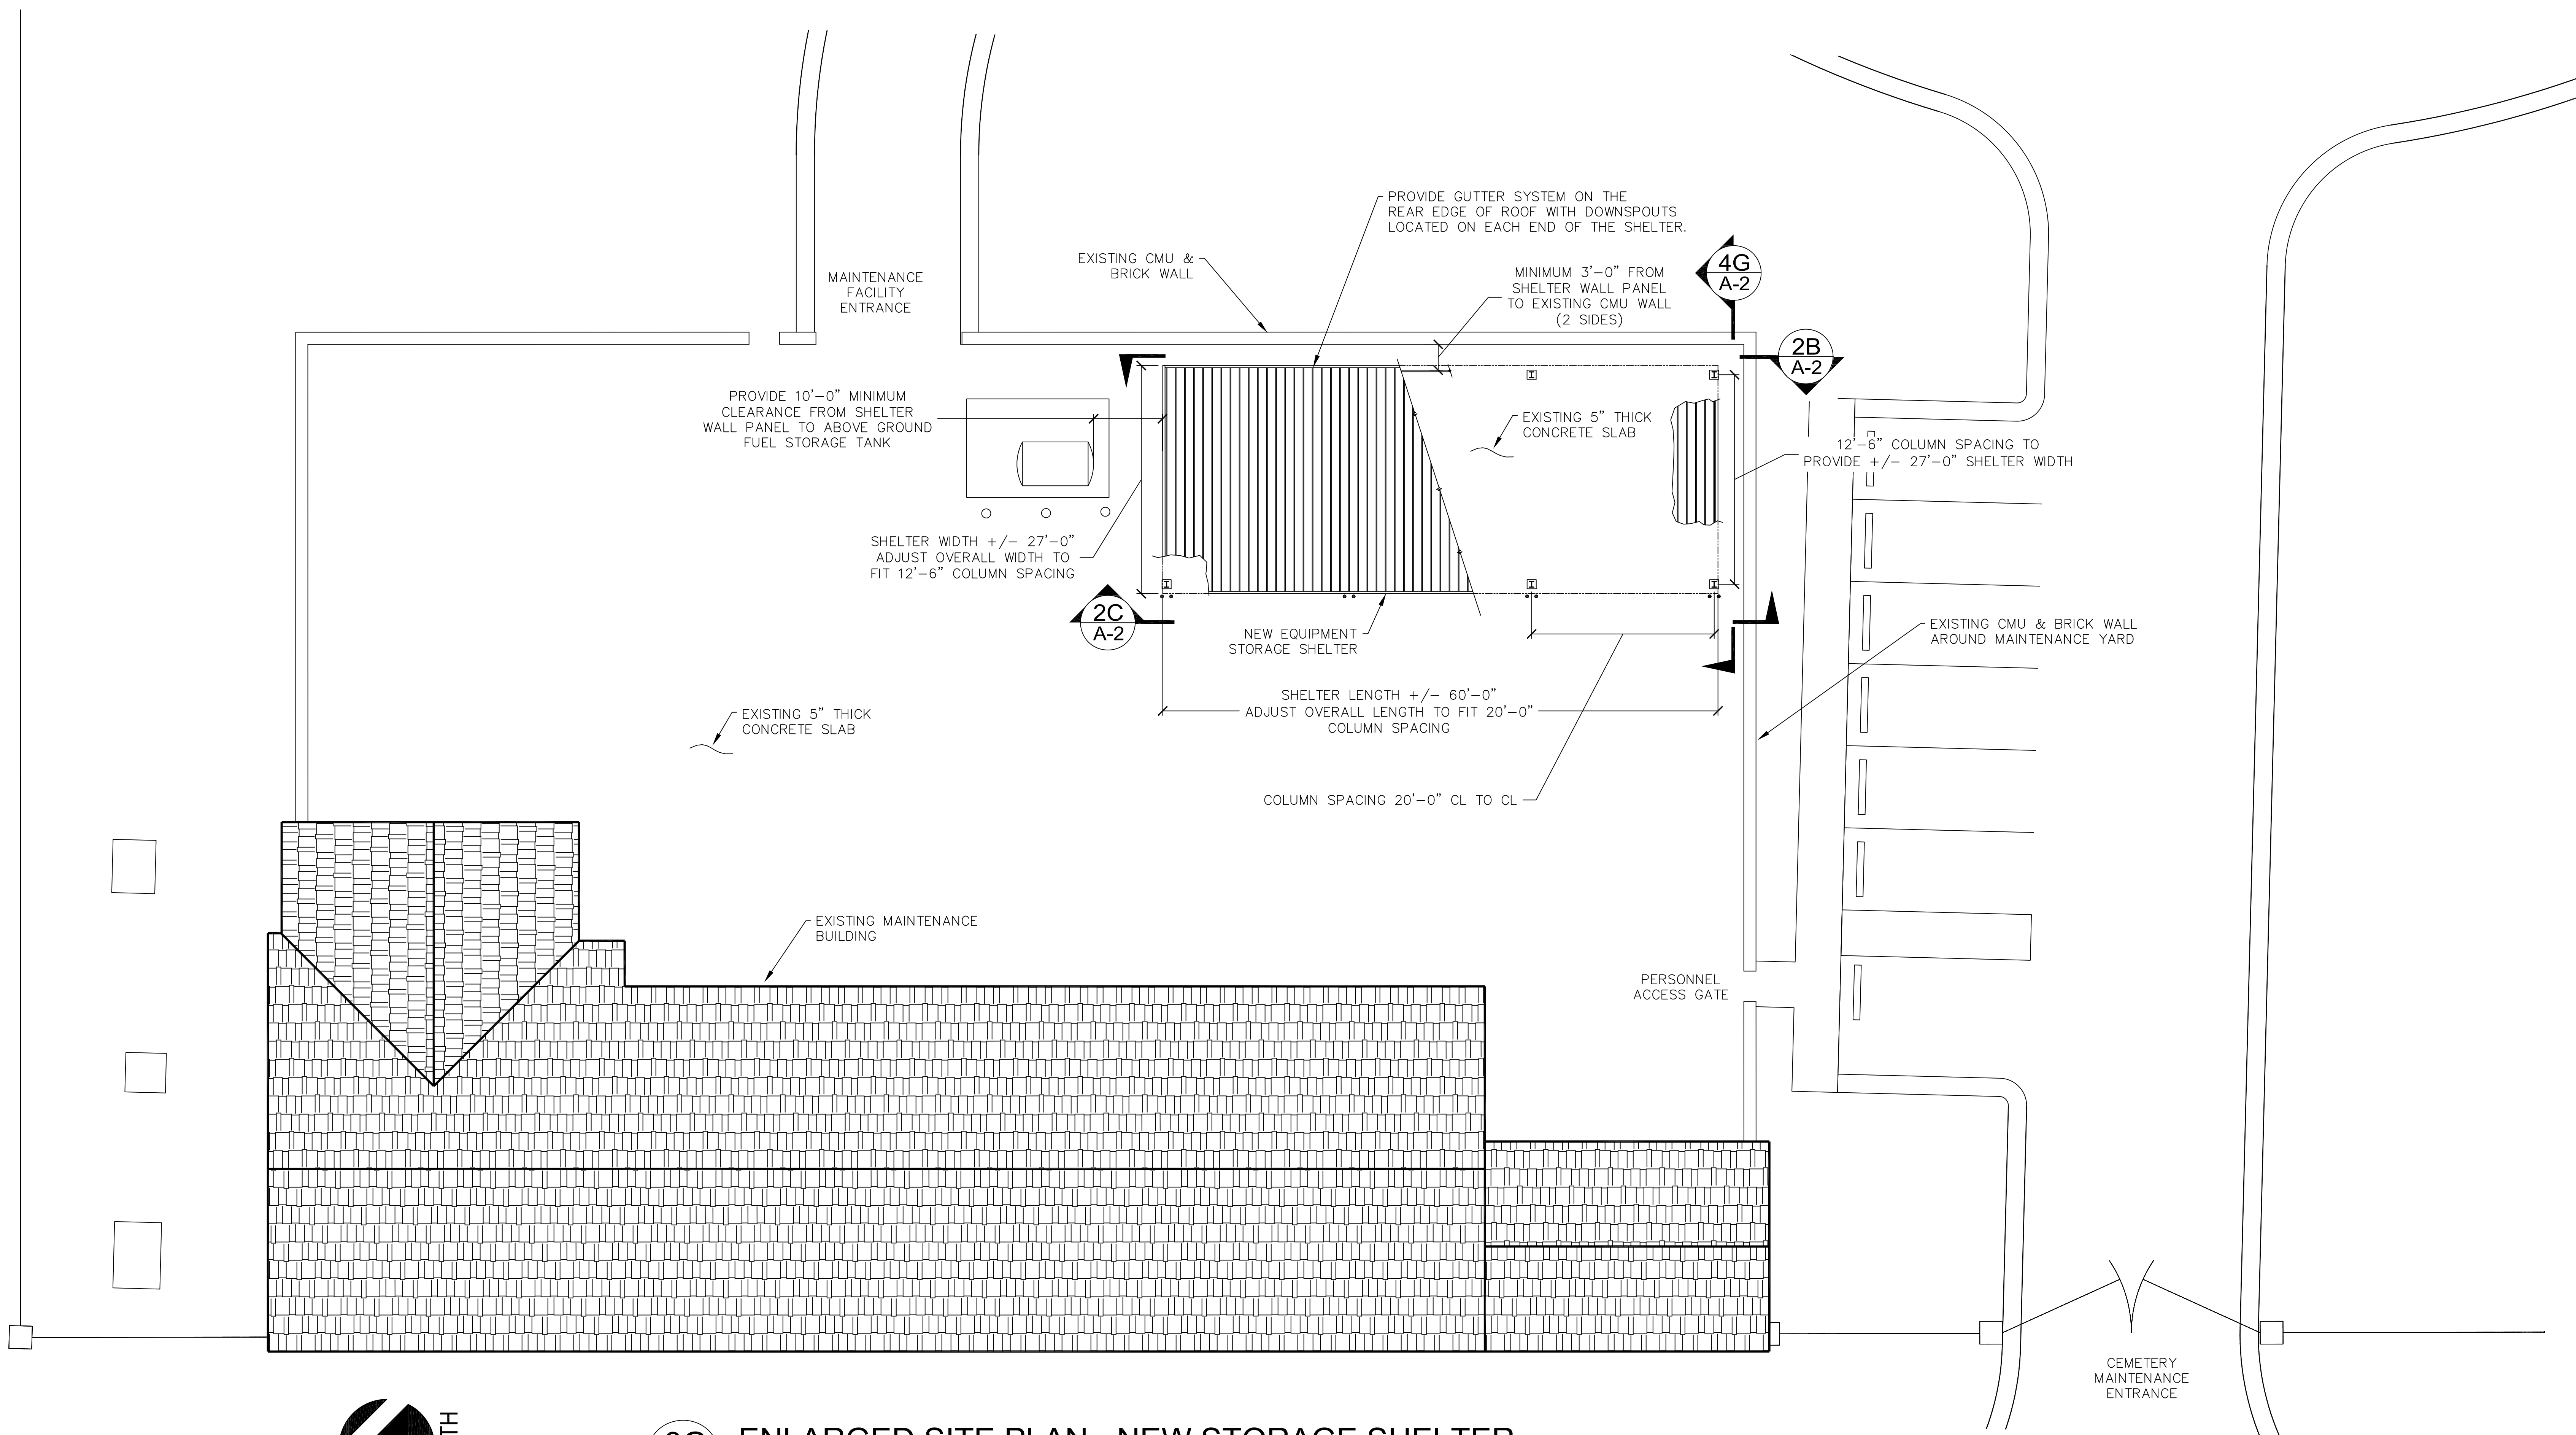 PROVIDE GUTTER SYSTEM ON THE
REAR EDGE OF ROOF WITH DOWNSPOUTS
LOCATED ON EACH END OF THE SHELTER.
EXISTING CMU &
BRICK WALL
MAINTENANCE
FACILITY
ENTRANCE
MINIMUM 3'-0" FROM
SHELTER WALL PANEL
TO EXISTING CMU WALL
(2 SIDES)
4G
A-2
2B
A-2
PROVIDE 10'-0" MINIMUM
CLEARANCE FROM SHELTER
WALL PANEL TO ABOVE GROUND
FUEL STORAGE TANK
EXISTING 5" THICK
CONCRETE SLAB
12'-6" COLUMN SPACING TO
PROVIDE +/- 27'-0" SHELTER WIDTH
SHELTER WIDTH +/- 27'-0"
ADJUST OVERALL WIDTH TO
FIT 12'-6" COLUMN SPACING
2C
A-2
NEW EQUIPMENT
STORAGE SHELTER
EXISTING CMU & BRICK WALL
AROUND MAINTENANCE YARD
SHELTER LENGTH +/- 60'-0"
ADJUST OVERALL LENGTH TO FIT 20'-0"
COLUMN SPACING
EXISTING 5" THICK
CONCRETE SLAB
COLUMN SPACING 20'-0" CL TO CL
EXISTING MAINTENANCE
BUILDING
PERSONNEL
ACCESS GATE
CEMETERY
MAINTENANCE
ENTRANCE
ENLARGED SITE PLAN - NEW STORAGE SHELTER